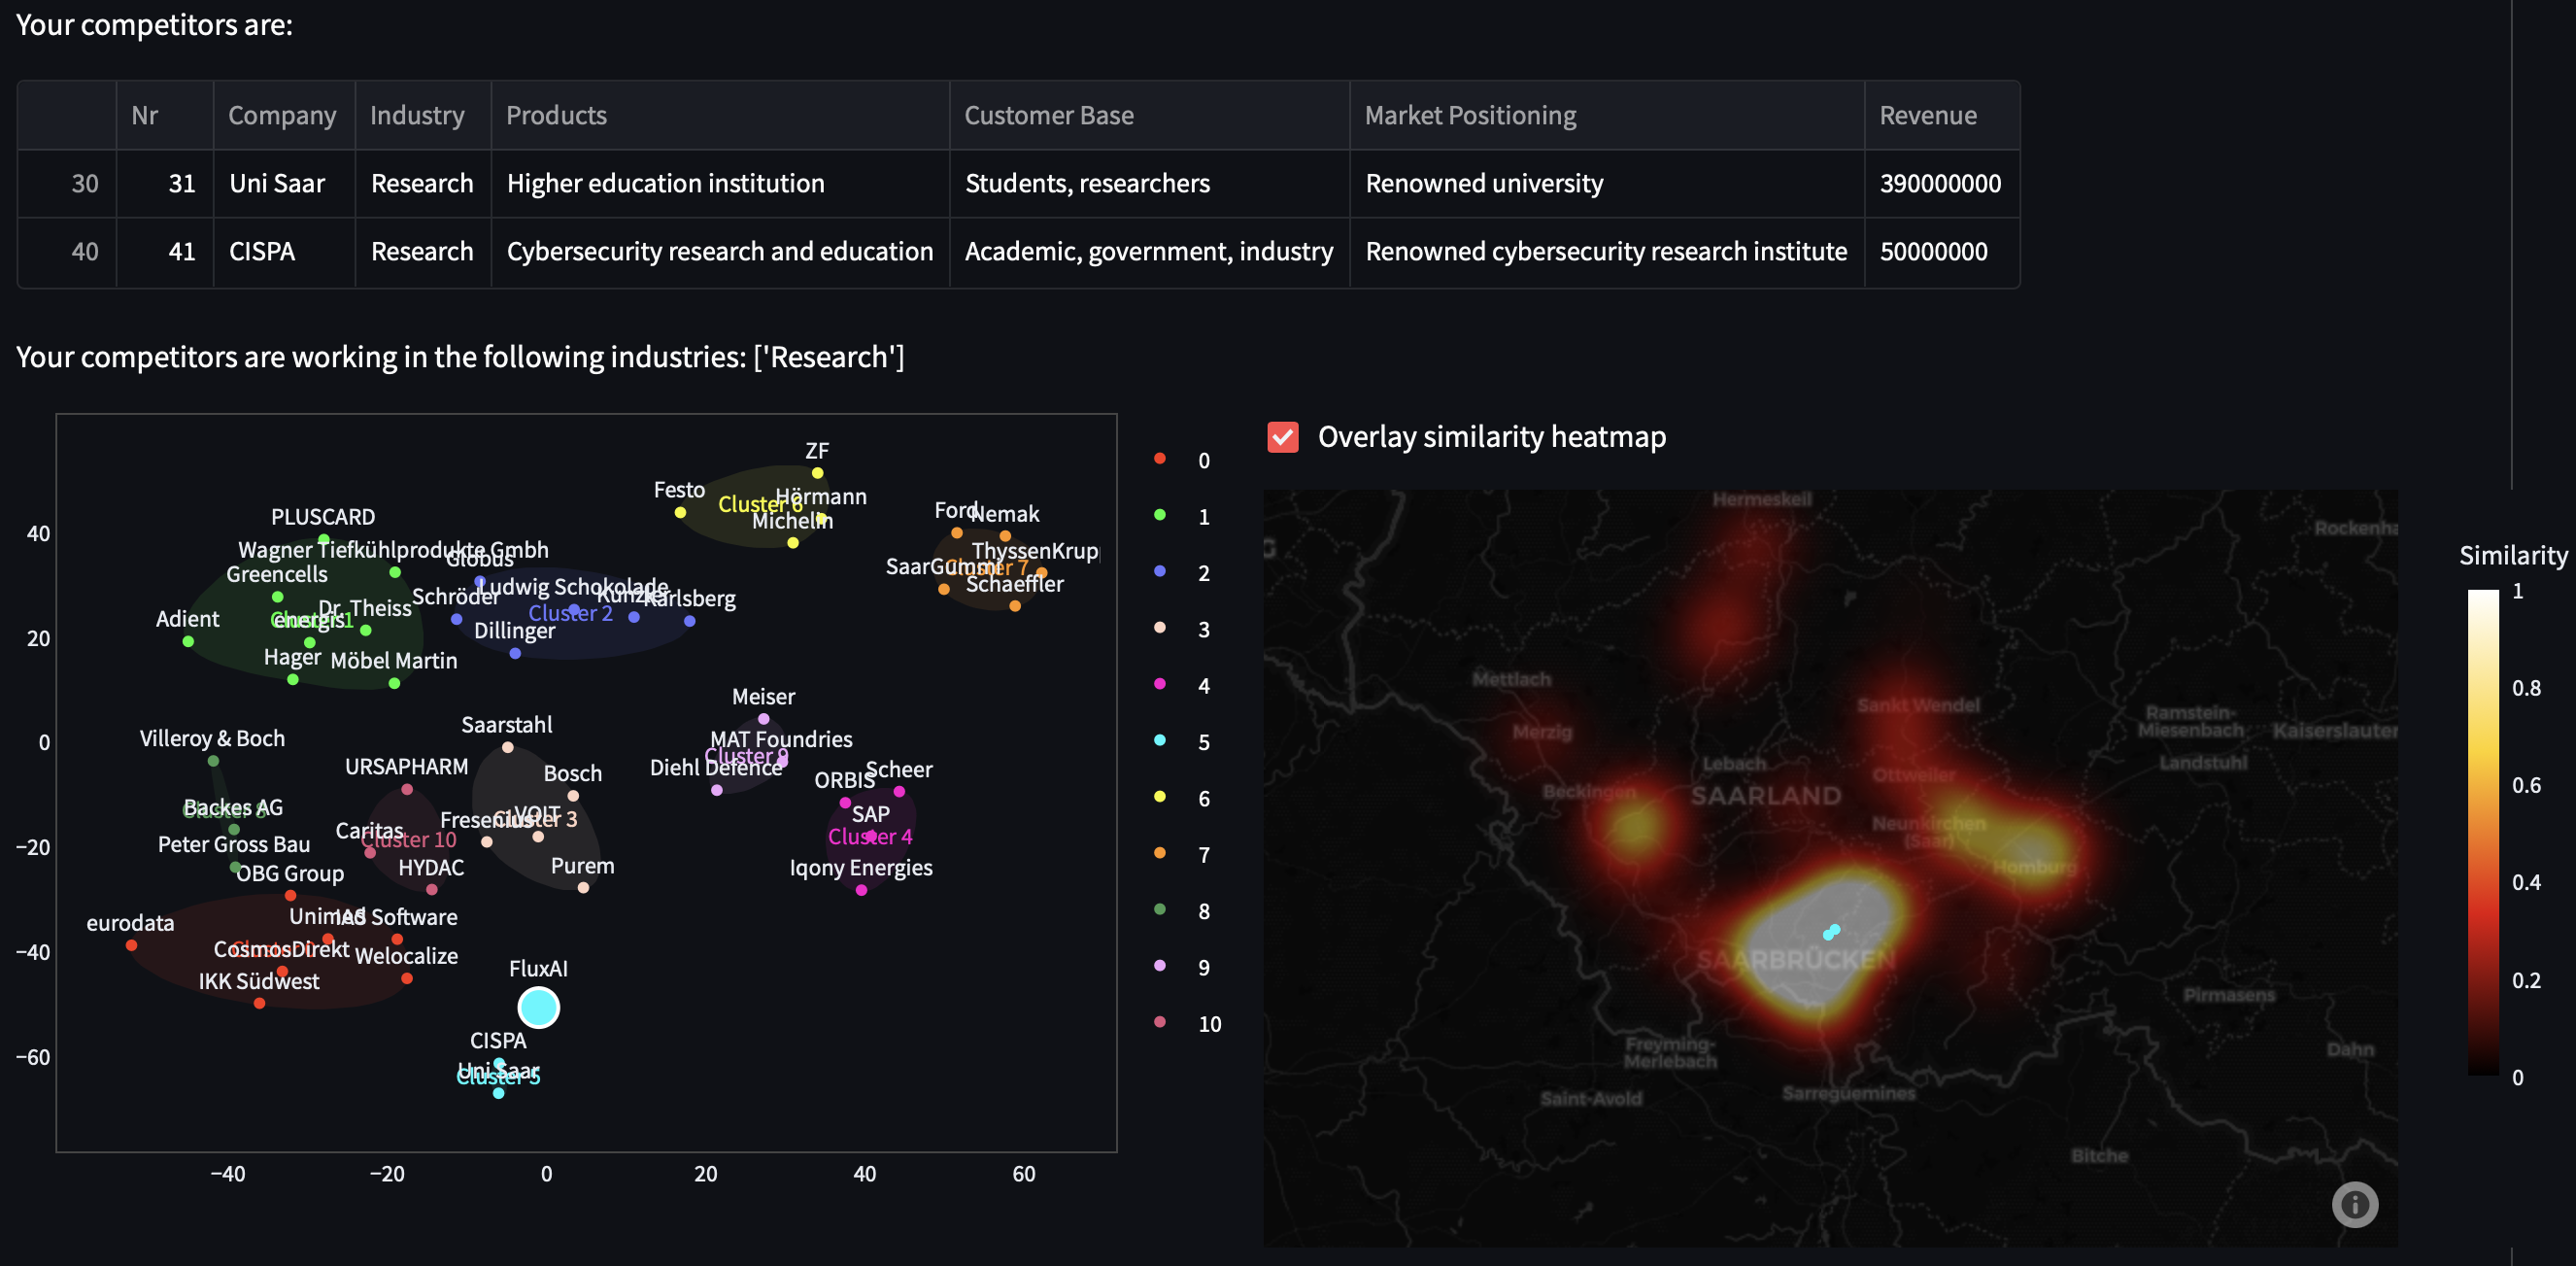 Your competitors are:
Nr Company Industry Products Customer Base Market Positioning Revenue
30 31 Uni Saar Research Higher education institution Students, researchers Renowned university 390000000
40 41 CISPA Research Cybersecurity research and education Academic, government, industry Renowned cybersecurity research institute 50000000
Your competitors are working in the following industries: ['Research']
ZF
Festo
Hörmann
Cluster 6
Michelin
PLUSCARD
Ford
Nemak
Wagner Tiefkühlprodukte Gmbh
Globus
ThyssenKrup
SaarGummi
Cluster 7
Greencells
Schaeffler
Ludwig Schokolade
Schröder
Kunzler
Karlsberg
Dr. Theiss
Cluster 2
Adient
energis
Cluster 1
Dillinger
Hager
Möbel Martin
Meiser
Saarstahl
Villeroy & Boch
MAT Foundries
Cluster 9
URSAPHARM
Bosch
Diehl Defence
Scheer
ORBIS
Backes AG
Cluster 8
VOIT
SAP
Fresenius
Cluster 3
Caritas
Cluster 10
Cluster 4
Peter Gross Bau
HYDAC
Purem
Iqony Energies
OBG Group
eurodata
Unimed
IAS Software
CosmosDirekt
Welocalize
IKK Südwest
FluxAI
CISPA
Uni Saar
Cluster 5
40
20
0
−20
−40
−60
−40 −20 0 20 40 60
0
1
2
3
4
5
6
7
8
9
10
Overlay similarity heatmap
Hermeskeil
Rockenha
G
Mettlach
Sankt Wendel
Merzig
Ramstein-
Miesenbach
Kaiserslauter
Lebach
Landstuhl
Ottweiler
Beckingen
SAARLAND
Neunkirchen
(Saar)
Homburg
SAARBRÜCKEN
Pirmasens
Freyming-
Merlebach
Dahn
Saint-Avold
Sarreguemines
Bitche
Similarity
1
0.8
0.6
0.4
0.2
0